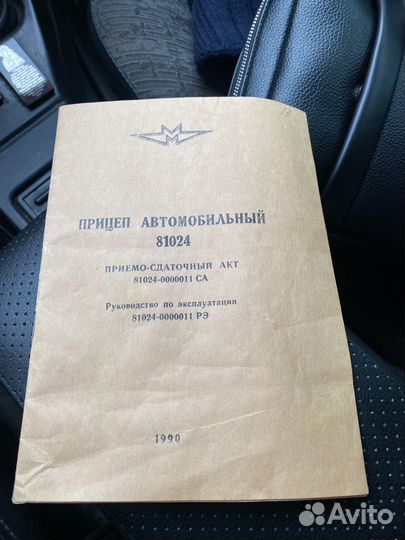 ПРИЦЕП АВТОМОБИЛЬНЫЙ
81024
ПРИЕМО-СДАТОЧНЫЙ АКТ
81024-0000011 СА
Руководство по эксплуатации
81024-0000011 РЭ
1990
Avito